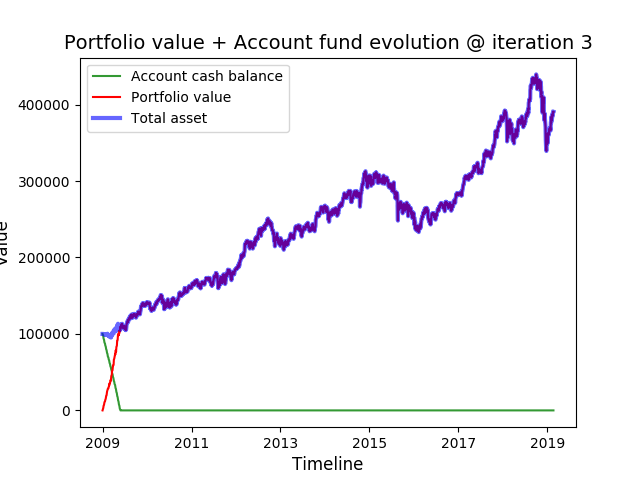 Portfolio value + Account fund evolution @ iteration 3
Account cash balance
Portfolio value
Total asset
400000
300000
200000
100000
0
2009 2011 2013 2015 2017 2019
Timeline